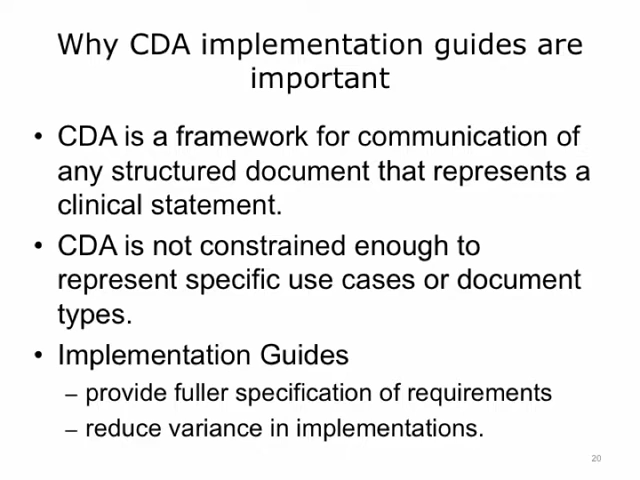 Why CDA implementation guides are
important
• CDA is a framework for communication of
any structured document that represents a
clinical statement.
• CDA is not constrained enough to
represent specific use cases or document
types.
• Implementation Guides
– provide fuller specification of requirements
– reduce variance in implementations.
20